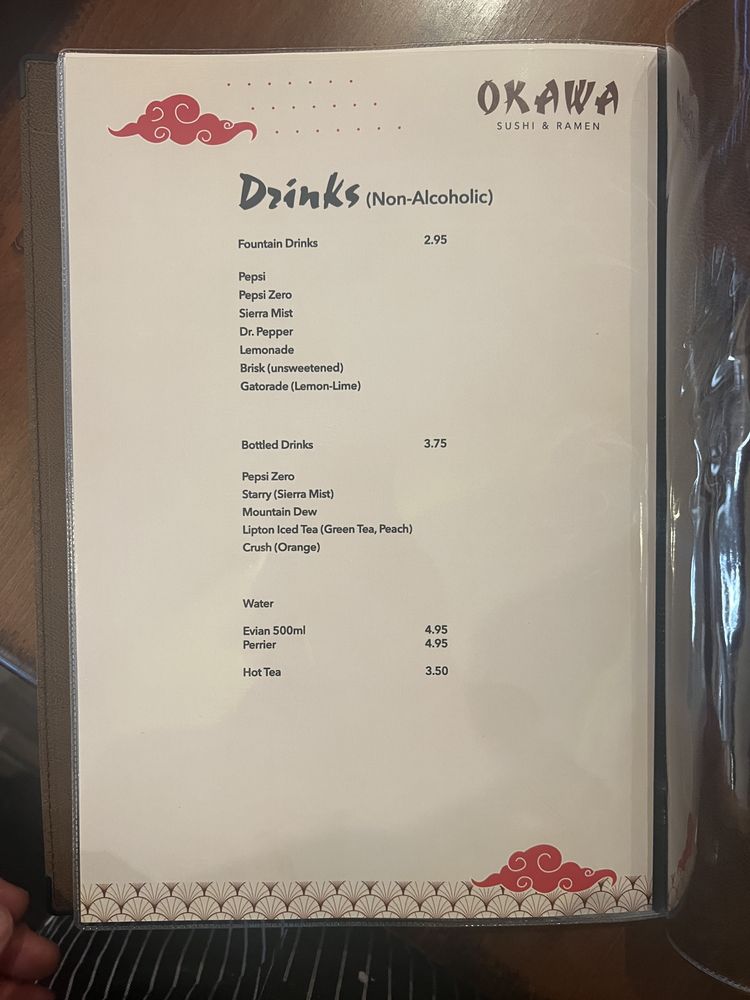 OKAWA
SUSHI & RAMEN
Drinks (Non-Alcoholic)
Fountain Drinks 2.95
Pepsi
Pepsi Zero
Sierra Mist
Dr. Pepper
Lemonade
Brisk (unsweetened)
Gatorade (Lemon-Lime)
Bottled Drinks 3.75
Pepsi Zero
Starry (Sierra Mist)
Mountain Dew
Lipton Iced Tea (Green Tea, Peach)
Crush (Orange)
Water
Evian 500ml 4.95
Perrier 4.95
Hot Tea 3.50